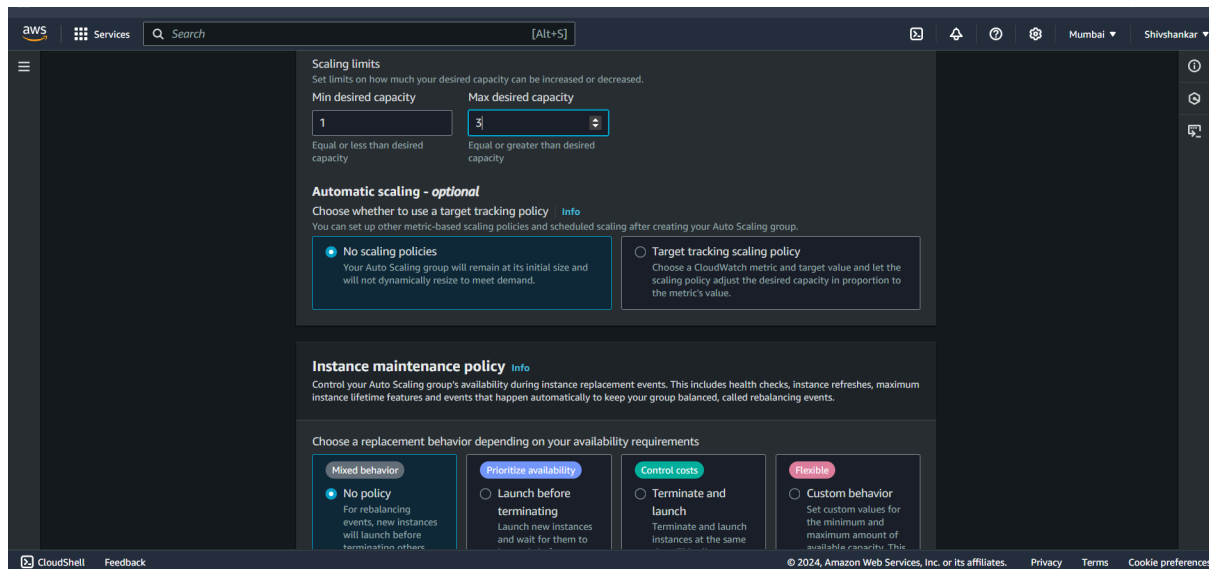 aws Services Search [Alt+S] Mumbai ▼ Shivshankar ▼
Scaling limits
Set limits on how much your desired capacity can be increased or decreased.
Min desired capacity Max desired capacity
1 3
Equal or less than desired Equal or greater than desired
capacity capacity
Automatic scaling - optional
Choose whether to use a target tracking policy Info
You can set up other metric-based scaling policies and scheduled scaling after creating your Auto Scaling group.
No scaling policies Target tracking scaling policy
Your Auto Scaling group will remain at its initial size and Choose a CloudWatch metric and target value and let the
will not dynamically resize to meet demand. scaling policy adjust the desired capacity in proportion to
the metric's value.
Instance maintenance policy Info
Control your Auto Scaling group's availability during instance replacement events. This includes health checks, instance refreshes, maximum
instance lifetime features and events that happen automatically to keep your group balanced, called rebalancing events.
Choose a replacement behavior depending on your availability requirements
Mixed behavior Prioritize availability Control costs Flexible
No policy Launch before Terminate and Custom behavior
For rebalancing terminating launch Set custom values for
events, new instances Launch new instances Terminate and launch the minimum and
will launch before and wait for them to instances at the same maximum amount of
terminating others available capacity. This
CloudShell Feedback © 2024, Amazon Web Services, Inc. or its affiliates. Privacy Terms Cookie preferences